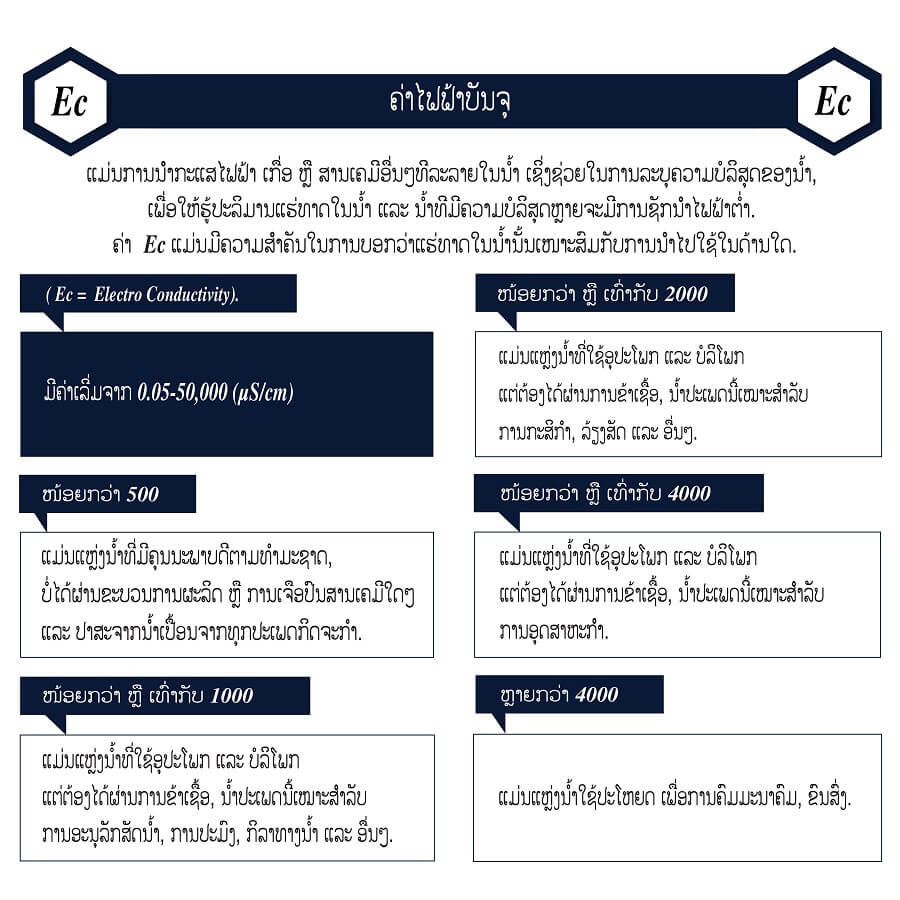 Ec
ຄ່າໄຟຟ້າບັນຈຸ
Ec
ແມ່ນການນໍາກະແສໄຟຟ້າ ເກື່ອ ຫຼື ສານເຄມີອື່ນໆທີລະລາຍໃນນໍ້າ ເຊິ່ງຊ່ວຍໃນການລະບຸຄວາມບໍລິສຸດຂອງນໍ້າ,
ເພື່ອໃຫ້ຮູ້ປະລິມານແຮ່ທາດໃນນໍ້າ ແລະ ນໍ້າທີມີຄວາມບໍລິສຸດຫຼາຍຈະມີການຊັກນໍາໄຟຟ້າຕໍ່າ.
ຄ່າ Ec ແມ່ນມີຄວາມສໍາຄັນໃນການບອກວ່າແຮ່ທາດໃນນໍ້ານັ້ນເໜາະສົມກັບການນໍາໄປໃຊ້ໃນດ້ານໃດ.
( Ec = Electro Conductivity).
ມີຄ່າເລີ່ມຈາກ 0.05-50,000 (µS/cm)
ໜ້ອຍກວ່າ 500
ແມ່ນແຫຼ່ງນໍ້າທີ່ມີຄຸນນະພາບດີຕາມທໍາມະຊາດ,
ບໍ່ໄດ້ຜ່ານຂະບວນການຜະລິດ ຫຼື ການເຈືອປົນສານເຄມີໃດໆ
ແລະ ປາສະຈາກນໍ້າເປື້ອນຈາກທຸກປະເພດກິດຈະກໍາ.
ໜ້ອຍກວ່າ ຫຼື ເທົ່າກັບ 1000
ແມ່ນແຫຼ່ງນໍ້າທີ່ໃຊ້ອຸປະໂພກ ແລະ ບໍລິໂພກ
ແຕ່ຕ້ອງໄດ້ຜ່ານການຂ້າເຊື້ອ, ນໍ້າປະເພດນີ້ເໝາະສໍາລັບ
ການອະນຸລັກສັດນໍ້າ, ການປະມົງ, ກິລາທາງນໍ້າ ແລະ ອື່ນໆ.
ໜ້ອຍກວ່າ ຫຼື ເທົ່າກັບ 2000
ແມ່ນແຫຼ່ງນໍ້າທີ່ໃຊ້ອຸປະໂພກ ແລະ ບໍລິໂພກ
ແຕ່ຕ້ອງໄດ້ຜ່ານການຂ້າເຊື້ອ, ນໍ້າປະເພດນີ້ເໝາະສໍາລັບ
ການກະສິກໍາ, ລ້ຽງສັດ ແລະ ອື່ນໆ.
ໜ້ອຍກວ່າ ຫຼື ເທົ່າກັບ 4000
ແມ່ນແຫຼ່ງນໍ້າທີ່ໃຊ້ອຸປະໂພກ ແລະ ບໍລິໂພກ
ແຕ່ຕ້ອງໄດ້ຜ່ານການຂ້າເຊື້ອ, ນໍ້າປະເພດນີ້ເໝາະສໍາລັບ
ການອຸດສາຫະກໍາ.
ຫຼາຍກວ່າ 4000
ແມ່ນແຫຼ່ງນໍ້າໃຊ້ປະໂຫຍດ ເພື່ອການຄົມມະນາຄົມ, ຂົນສົ່ງ.